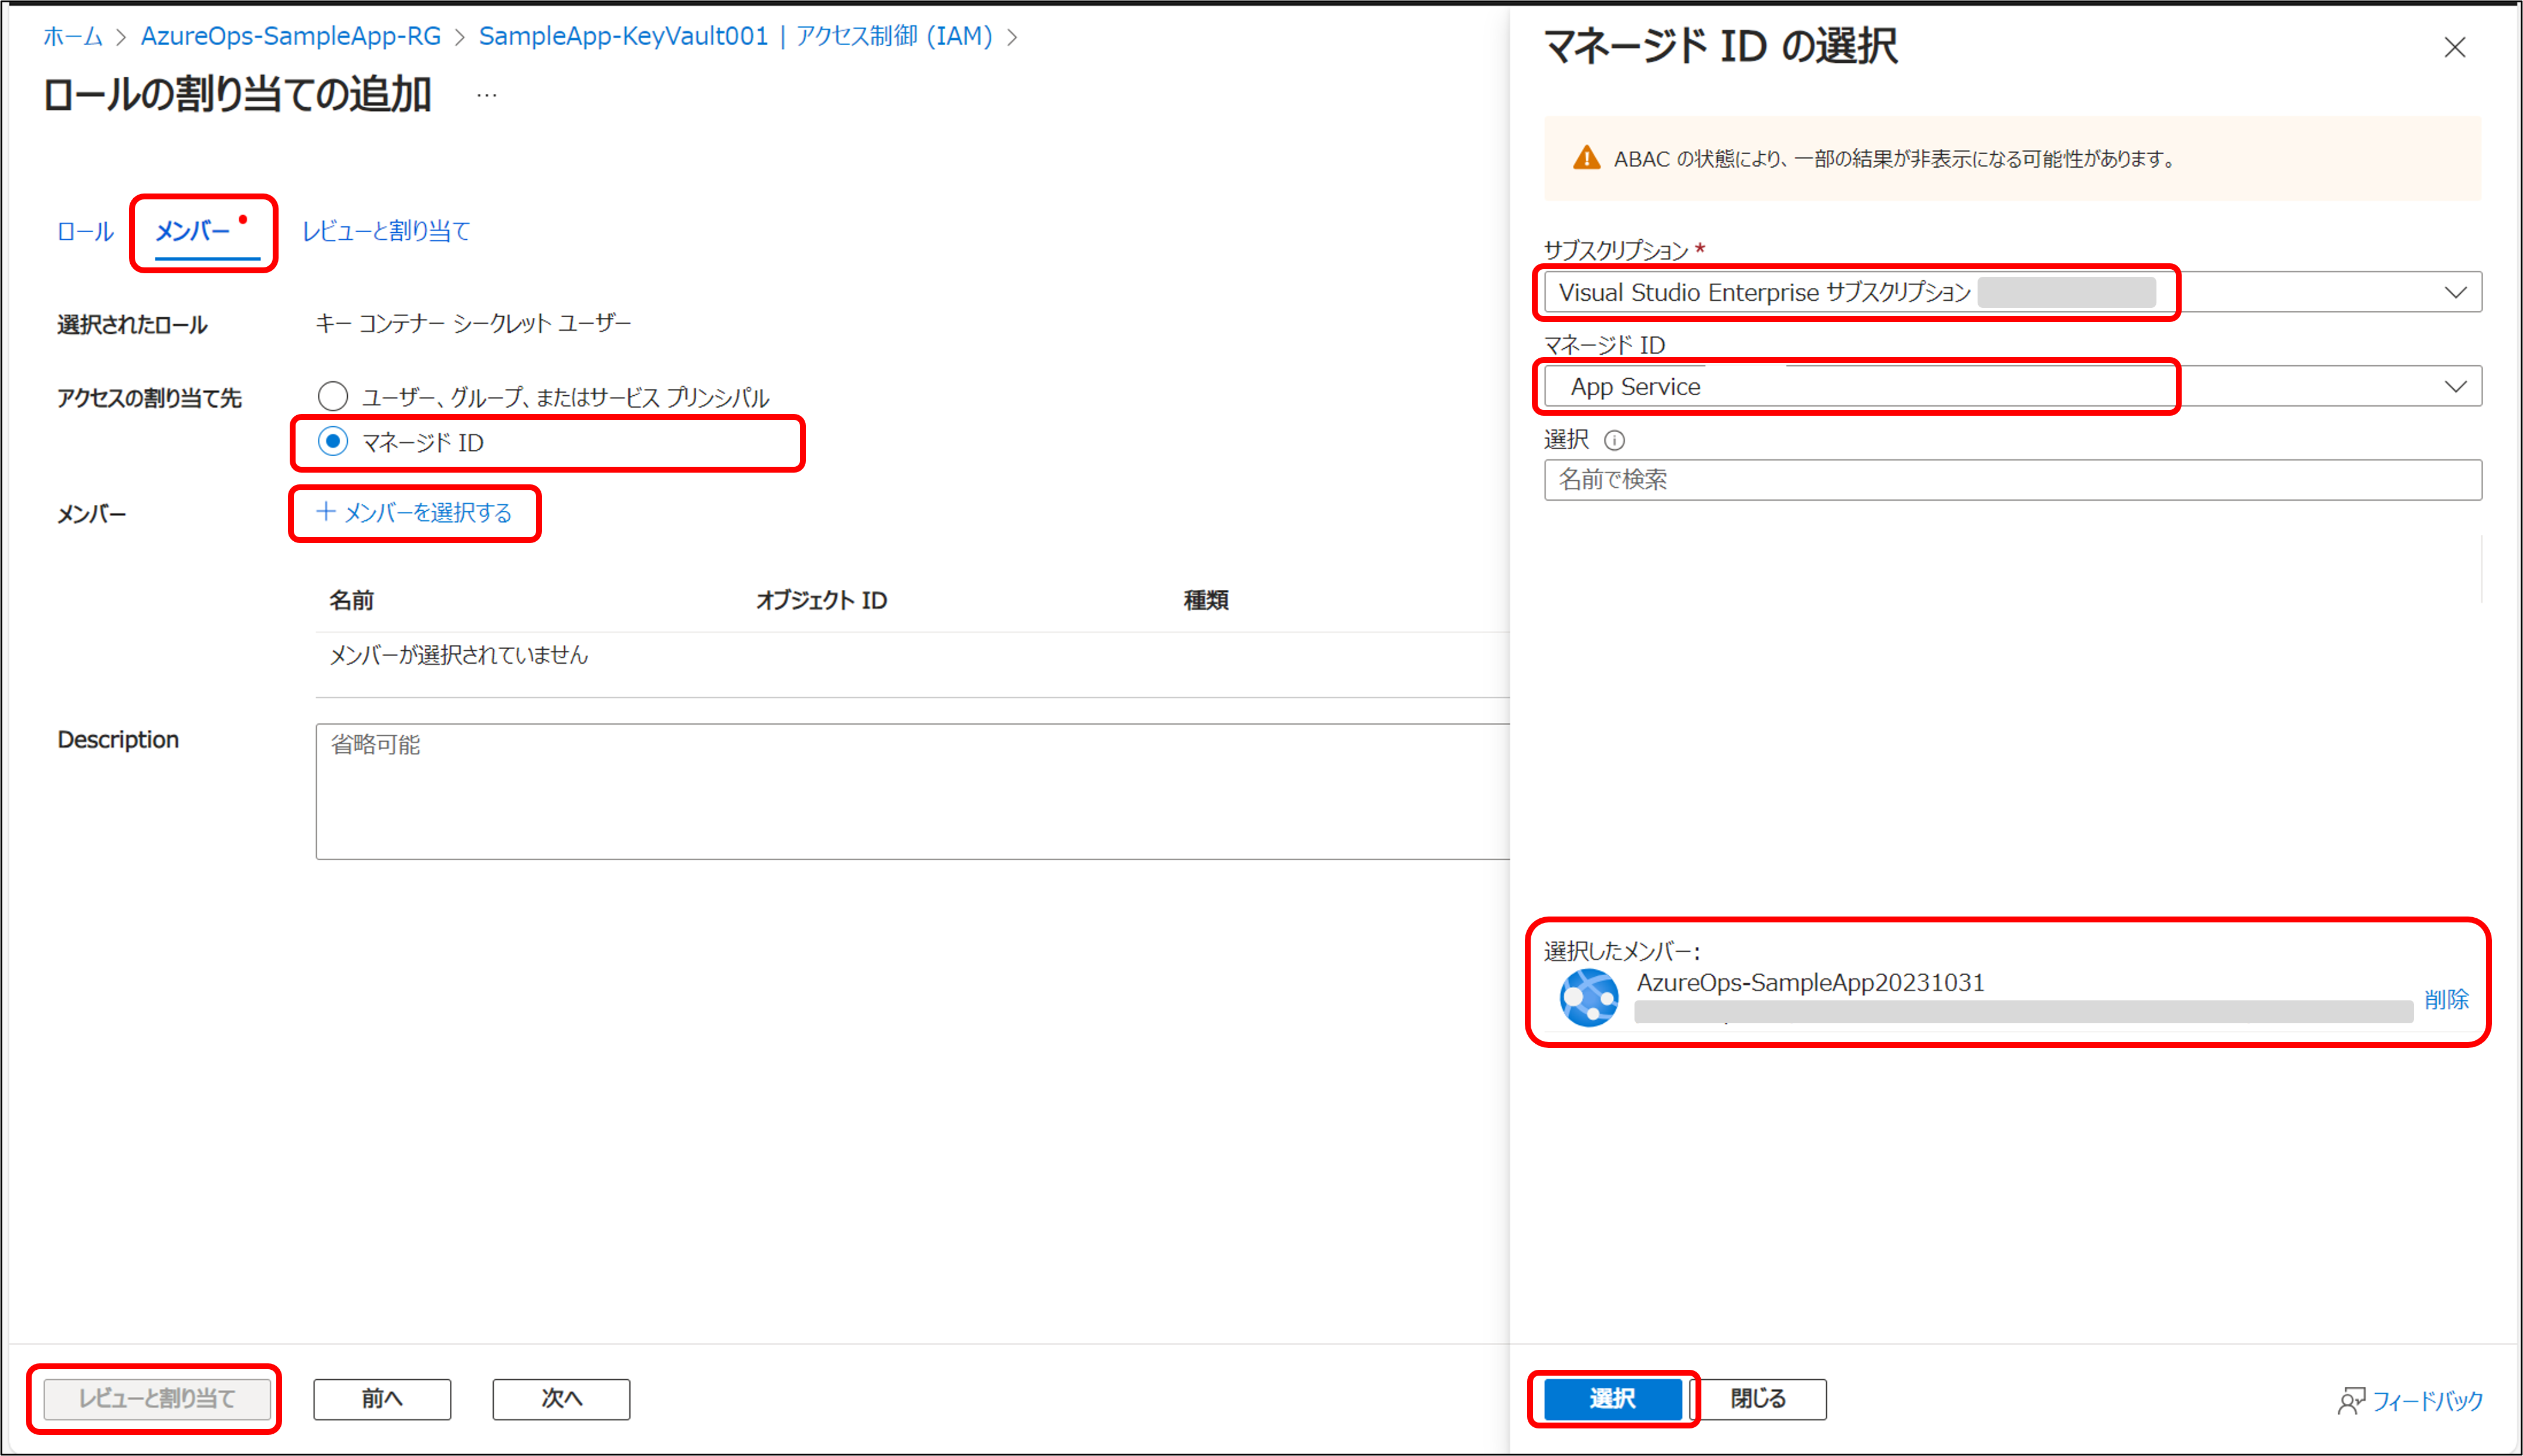 ホーム > AzureOps-SampleApp-RG > SampleApp-KeyVault001 | アクセス制御 (IAM) >
ロールの割り当ての追加 …
ロール メンバー レビューと割り当て
選択されたロール キー コンテナー シークレット ユーザー
アクセスの割り当て先 ユーザー、グループ、またはサービス プリンシパル
マネージド ID
メンバー + メンバーを選択する
名前 オブジェクト ID 種類
メンバーが選択されていません
Description 省略可能
レビューと割り当て 前へ 次へ
マネージド ID の選択
ABAC の状態により、一部の結果が非表示になる可能性があります。
サブスクリプション *
Visual Studio Enterprise サブスクリプション
マネージド ID
App Service
選択
名前で検索
選択したメンバー:
AzureOps-SampleApp20231031
削除
選択 閉じる フィードバック